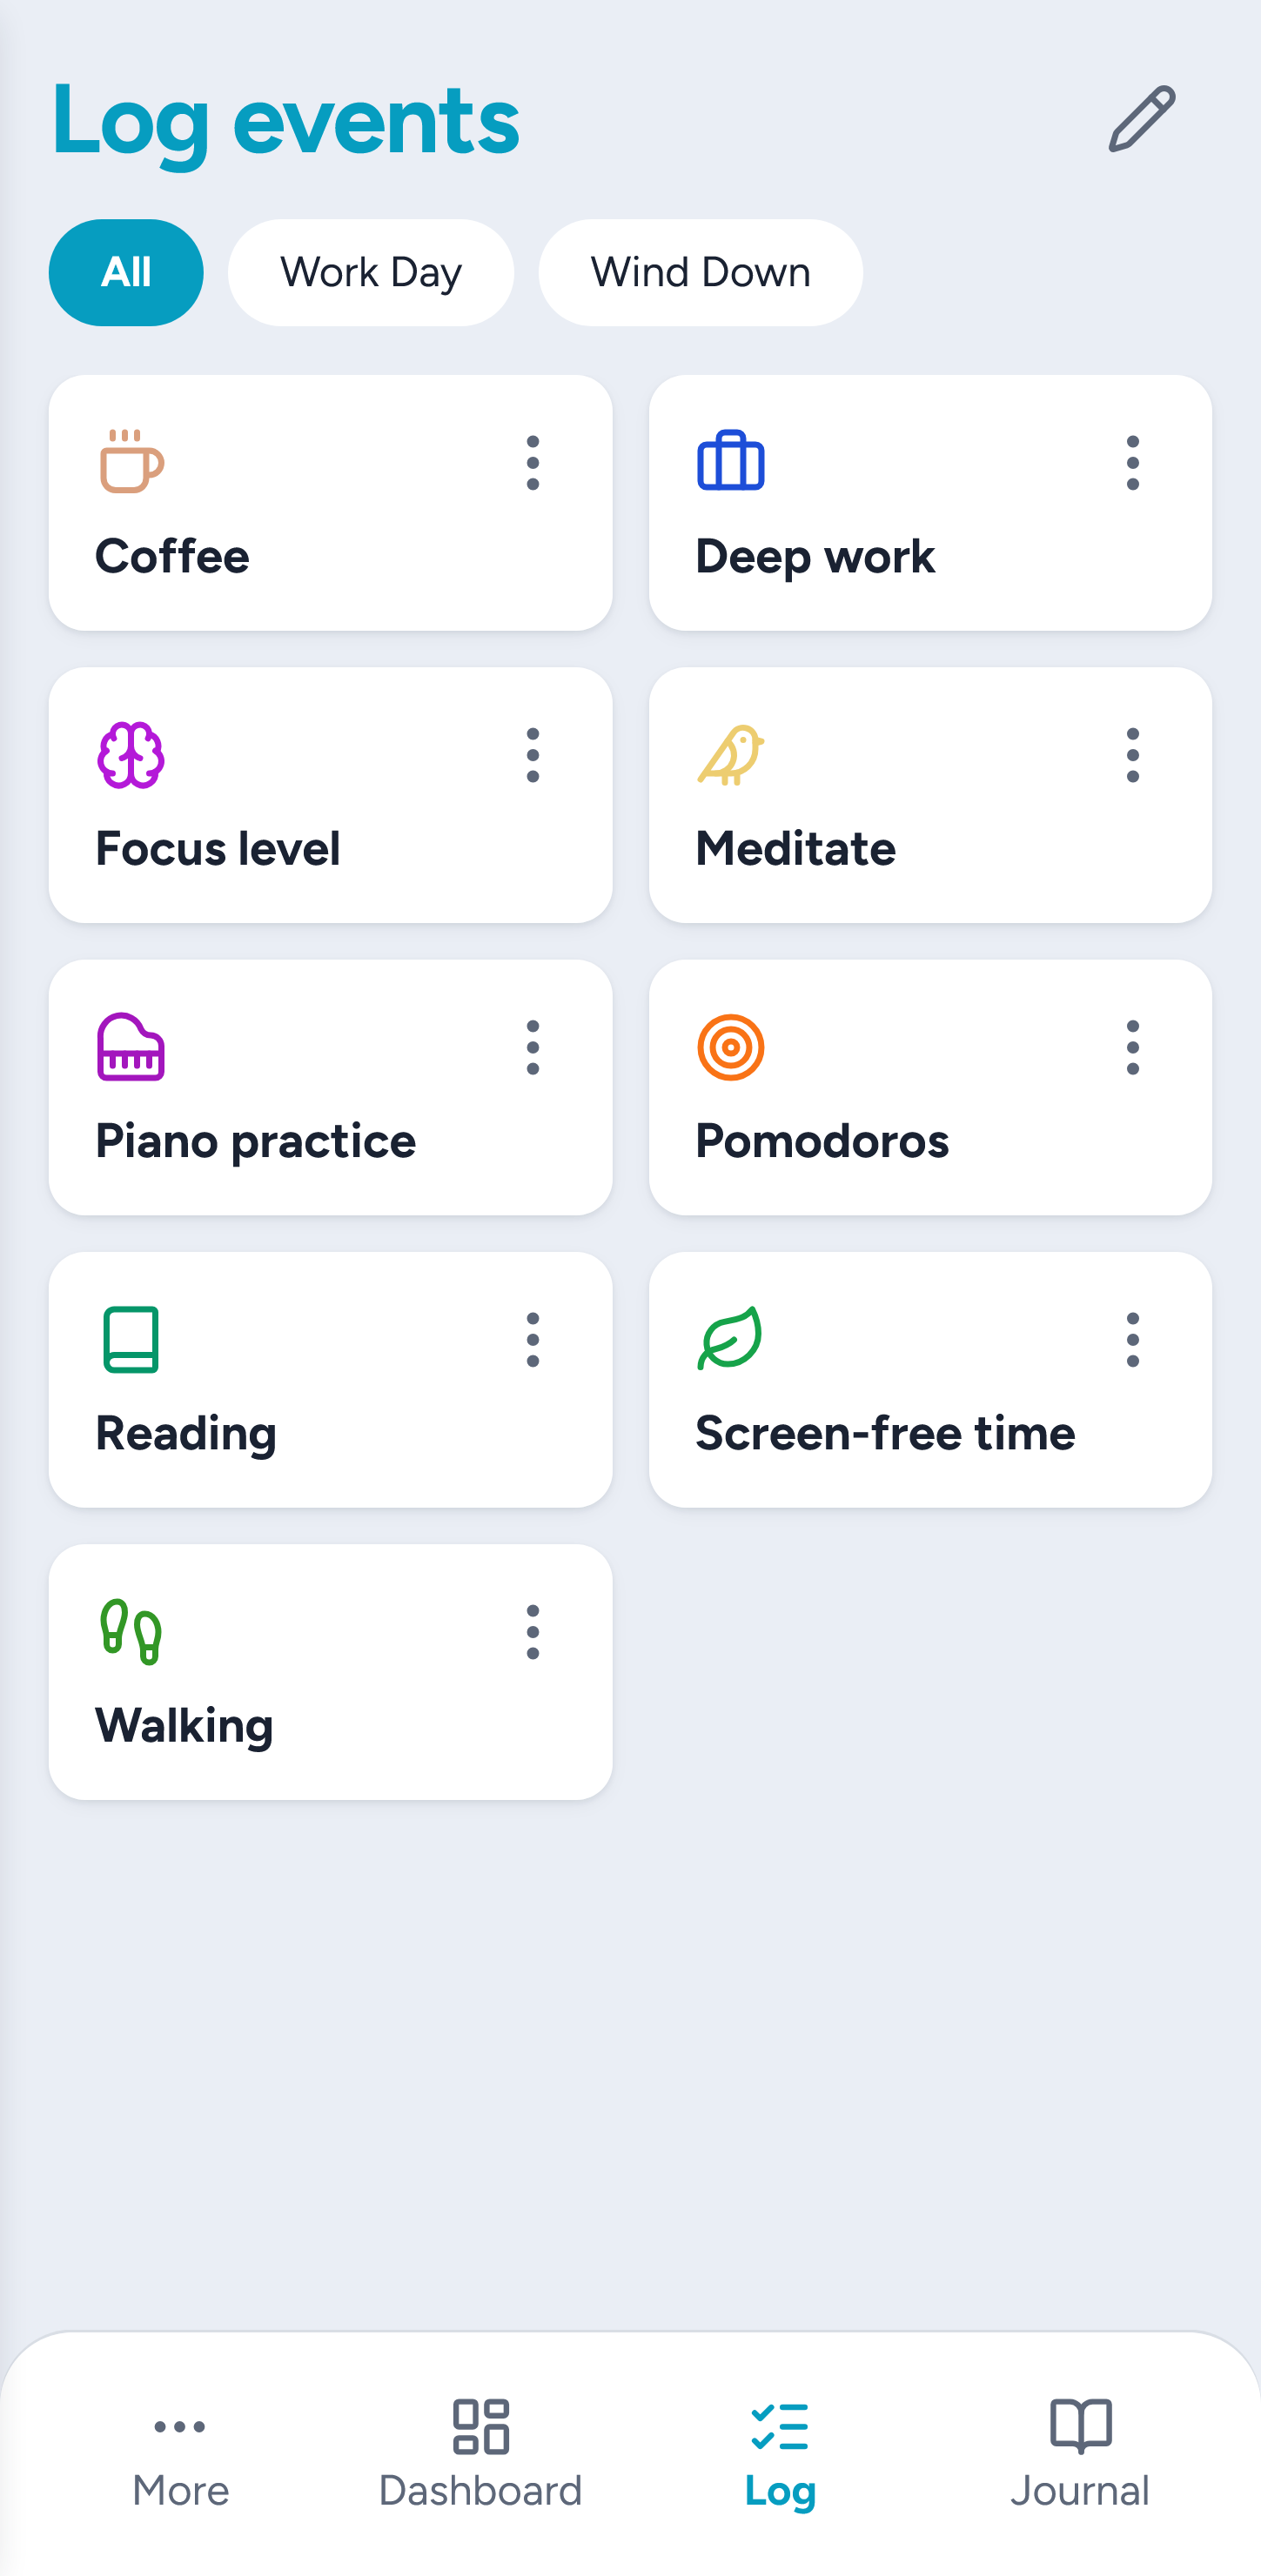 Log events
All
Work Day
Wind Down
Coffee
Deep work
Focus level
Meditate
Piano practice
Pomodoros
Reading
Screen-free time
Walking
More
Dashboard
Log
Journal